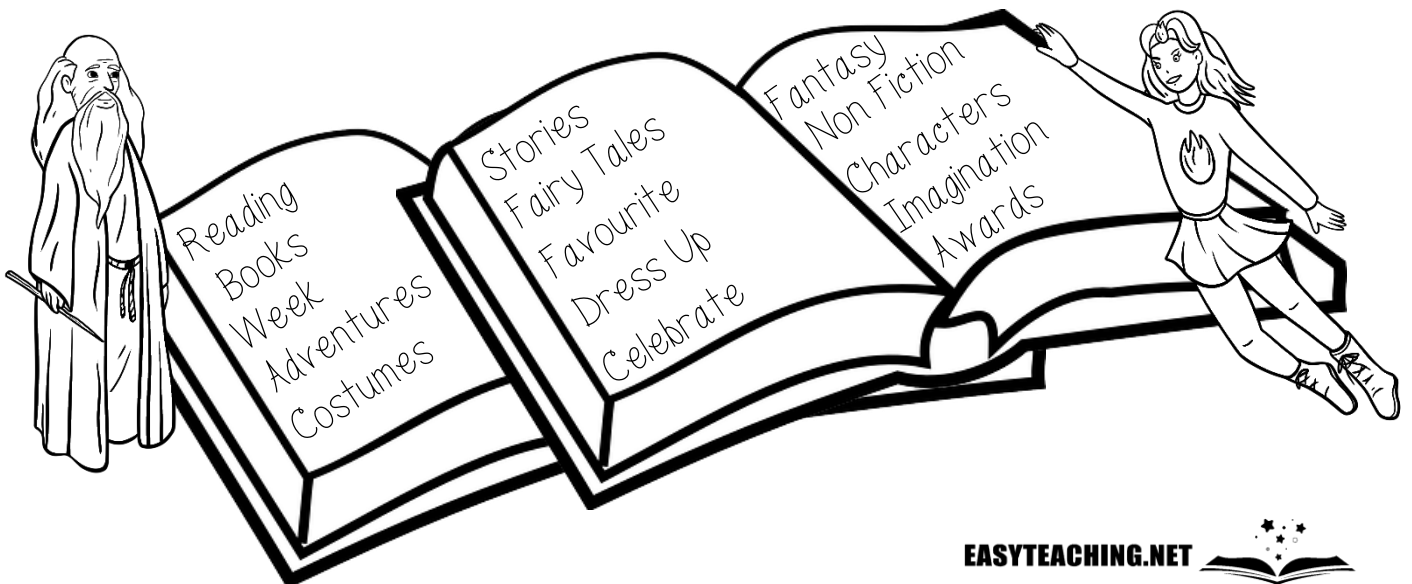 Reading
Books
Week
Adventures
Costumes
Stories
Fairy Tales
Favourite
Dress Up
Celebrate
Fantasy
Non Fiction
Characters
Imagination
Awards
EASYTEACHING.NET